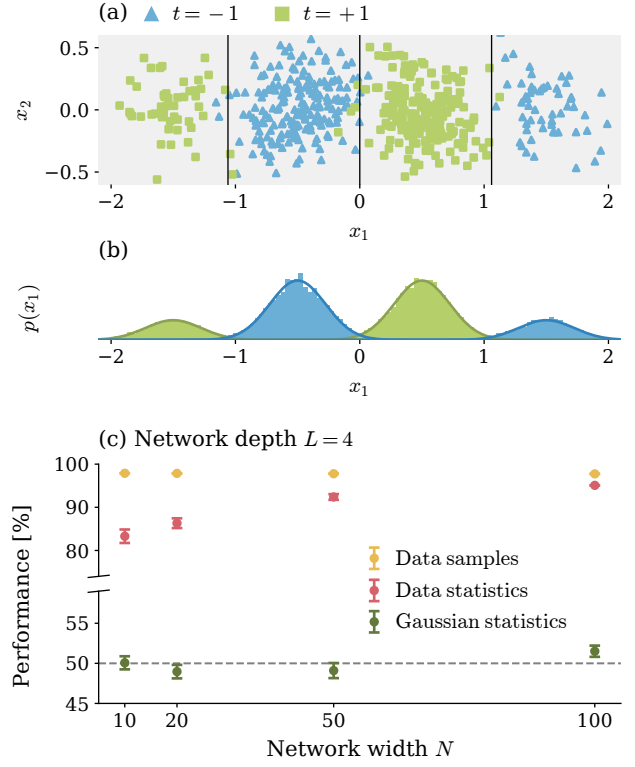 (a) t = −1 t = +1
0.5
0.0
−0.5
x₂
−2 −1 0 1 2
x₁
(b)
p(x₁)
−2 −1 0 1 2
x₁
(c) Network depth L = 4
100
90
80
55
50
45
Performance [%]
Data samples
Data statistics
Gaussian statistics
10 20 50 100
Network width N